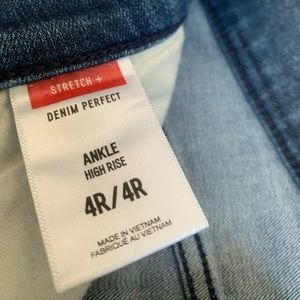 STRETCH +
DENIM PERFECT
ANKLE
HIGH RISE
4R/4R
MADE IN VIETNAM
FABRIQUÉ AU VIETNAM